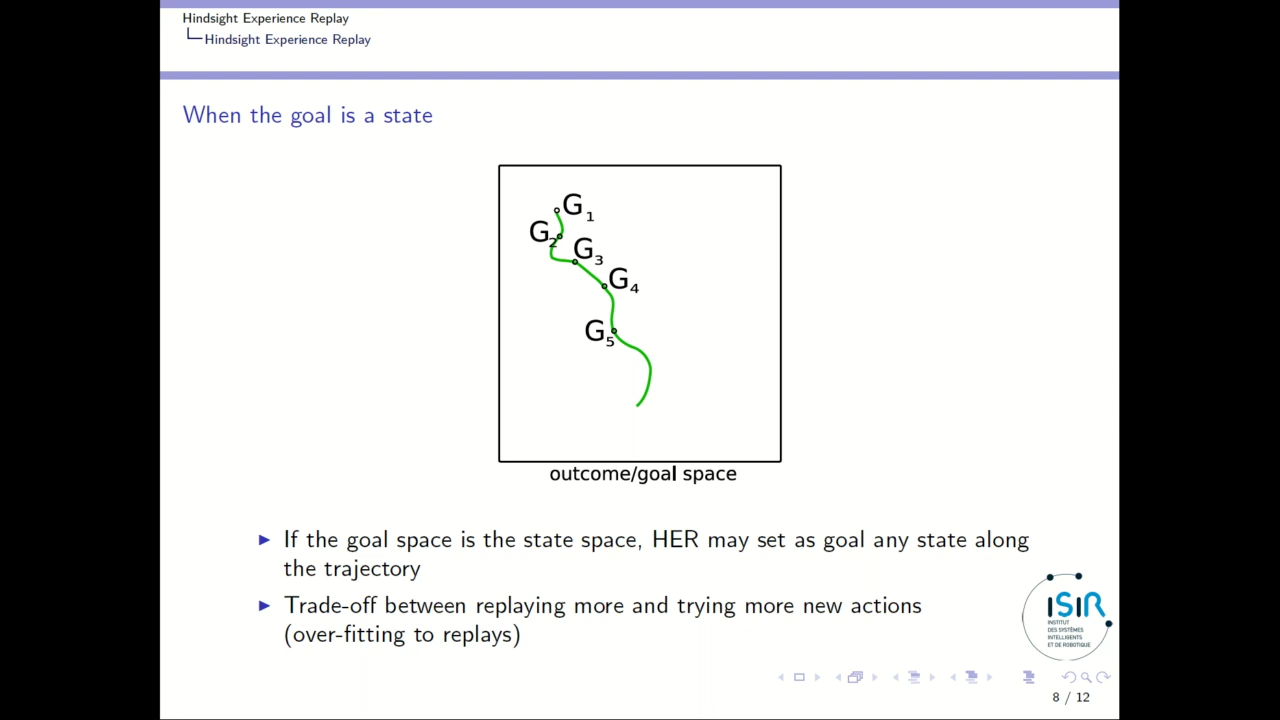 Hindsight Experience Replay
Hindsight Experience Replay
When the goal is a state
G1
G2
G3
G4
G5
outcome/goal space
If the goal space is the state space, HER may set as goal any state along
the trajectory
Trade-off between replaying more and trying more new actions
(over-fitting to replays)
ISIR
INSTITUT
DES SYSTÈMES
INTELLIGENTS
ET DE ROBOTIQUE
8 / 12